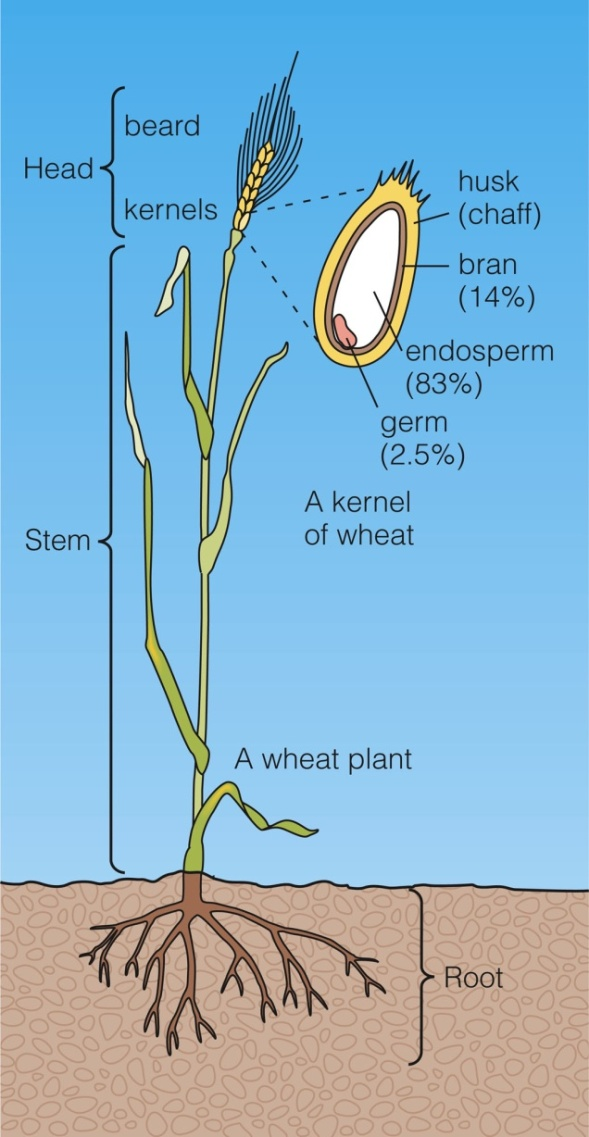 beard
Head
kernels
husk
(chaff)
bran
(14%)
endosperm
(83%)
germ
(2.5%)
A kernel
of wheat
Stem
A wheat plant
Root